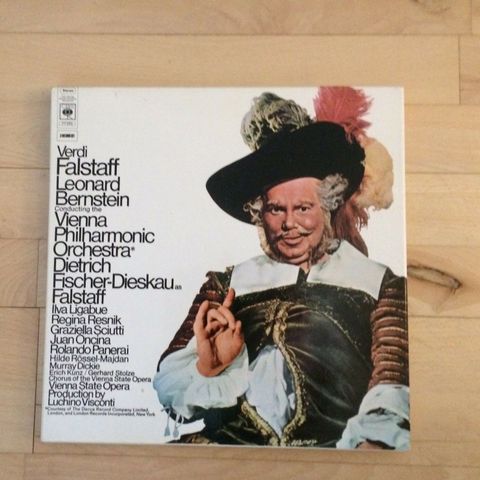 Stereo
CBS
77392
Verdi
Falstaff
Leonard
Bernstein
Conducting the
Vienna
Philharmonic
Orchestra*
Dietrich
Fischer-Dieskau as
Falstaff
Ilva Ligabue
Regina Resnik
Graziella Sciutti
Juan Oncina
Rolando Panerai
Hilde Rössel-Majdan
Murray Dickie
Erich Kunz / Gerhard Stolze
Chorus of the Vienna State Opera
Vienna State Opera
Production by
Luchino Visconti
*Courtesy of The Decca Record Company Limited,
London, and London Records Incorporated, New York